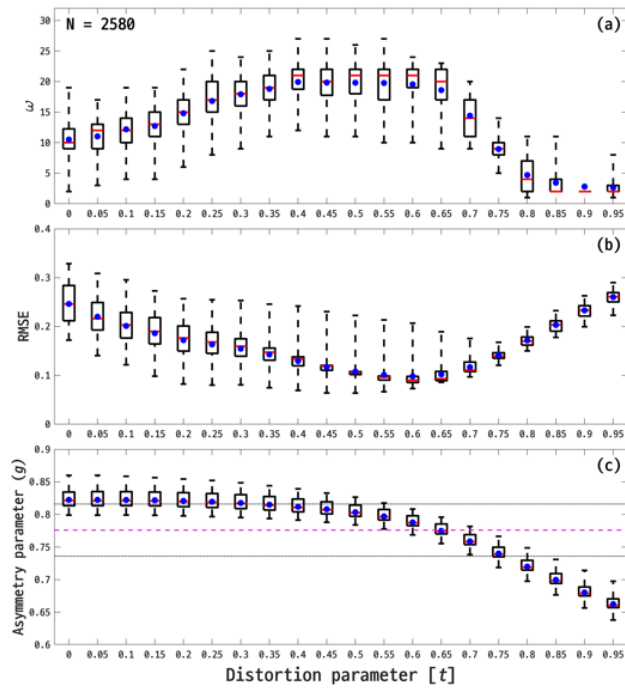 N = 2580
(a)
30
25
20
15
10
5
0
ω
0 0.05 0.1 0.15 0.2 0.25 0.3 0.35 0.4 0.45 0.5 0.55 0.6 0.65 0.7 0.75 0.8 0.85 0.9 0.95
(b)
0.4
0.3
0.2
0.1
0
RMSE
0 0.05 0.1 0.15 0.2 0.25 0.3 0.35 0.4 0.45 0.5 0.55 0.6 0.65 0.7 0.75 0.8 0.85 0.9 0.95
(c)
0.9
0.85
0.8
0.75
0.7
0.65
0.6
Asymmetry parameter (g)
0 0.05 0.1 0.15 0.2 0.25 0.3 0.35 0.4 0.45 0.5 0.55 0.6 0.65 0.7 0.75 0.8 0.85 0.9 0.95
Distortion parameter [t]